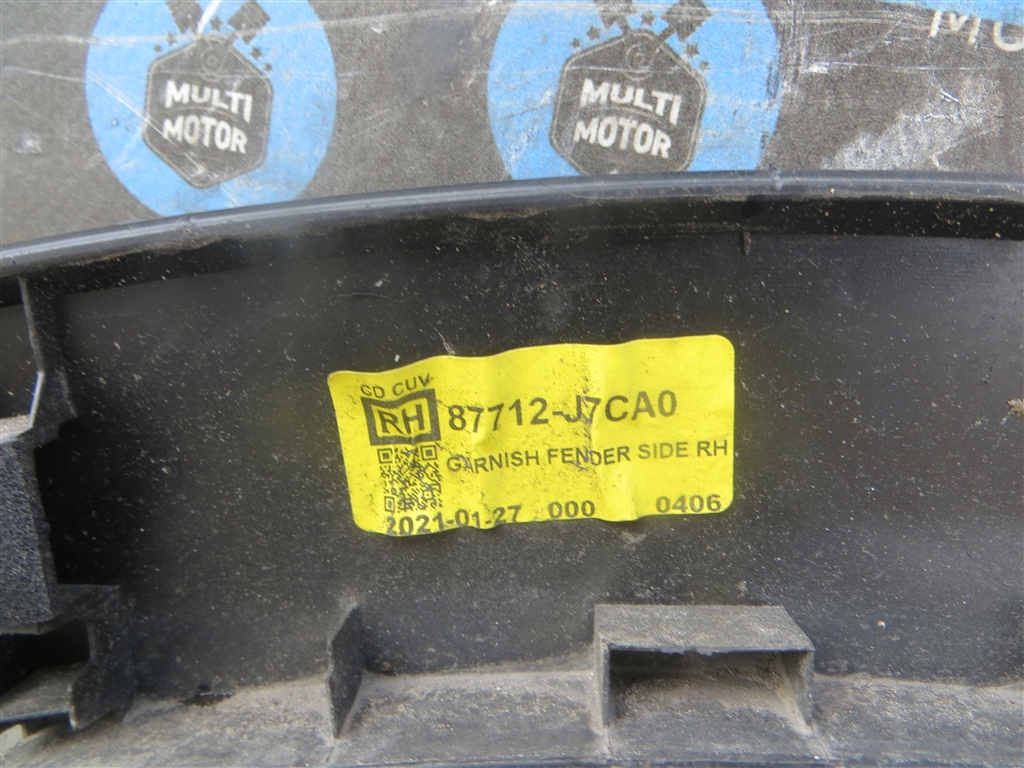 MULTI
MOTOR
MULTI
MOTOR
CD CUV
RH 87712-J7CA0
GARNISH FENDER SIDE RH
2021-01-27 000 0406